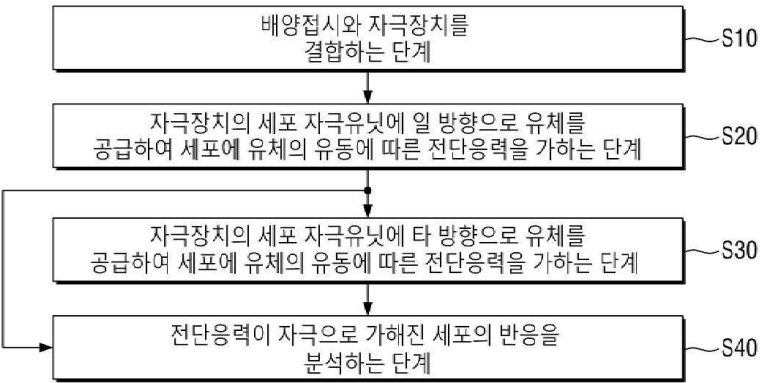 배양접시와 자극장치를
결합하는 단계
S10
자극장치의 세포 자극유닛에 일 방향으로 유체를
공급하여 세포에 유체의 유동에 따른 전단응력을 가하는 단계
S20
자극장치의 세포 자극유닛에 타 방향으로 유체를
공급하여 세포에 유체의 유동에 따른 전단응력을 가하는 단계
S30
전단응력이 자극으로 가해진 세포의 반응을
분석하는 단계
S40